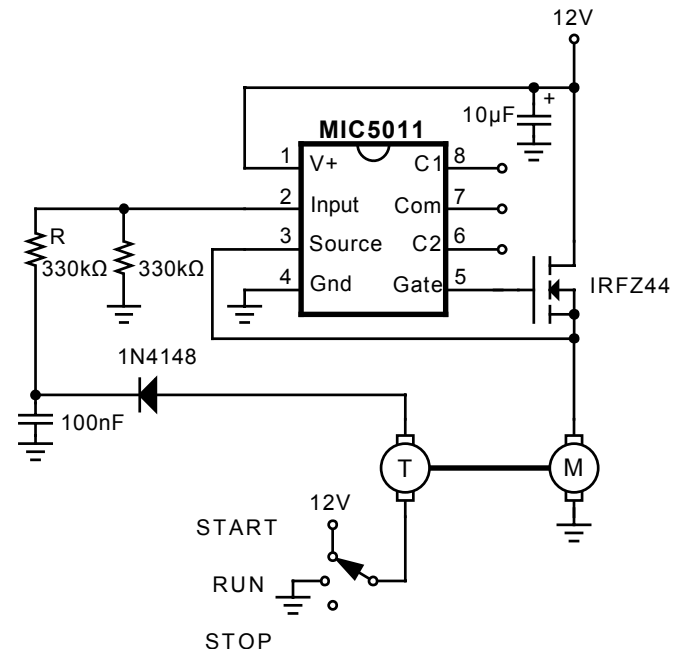 12V
10µF
+
MIC5011
1 V+ C1 8
2 Input Com 7
3 Source C2 6
4 Gnd Gate 5
R
330kΩ
330kΩ
IRFZ44
1N4148
100nF
T
M
12V
START
RUN
STOP